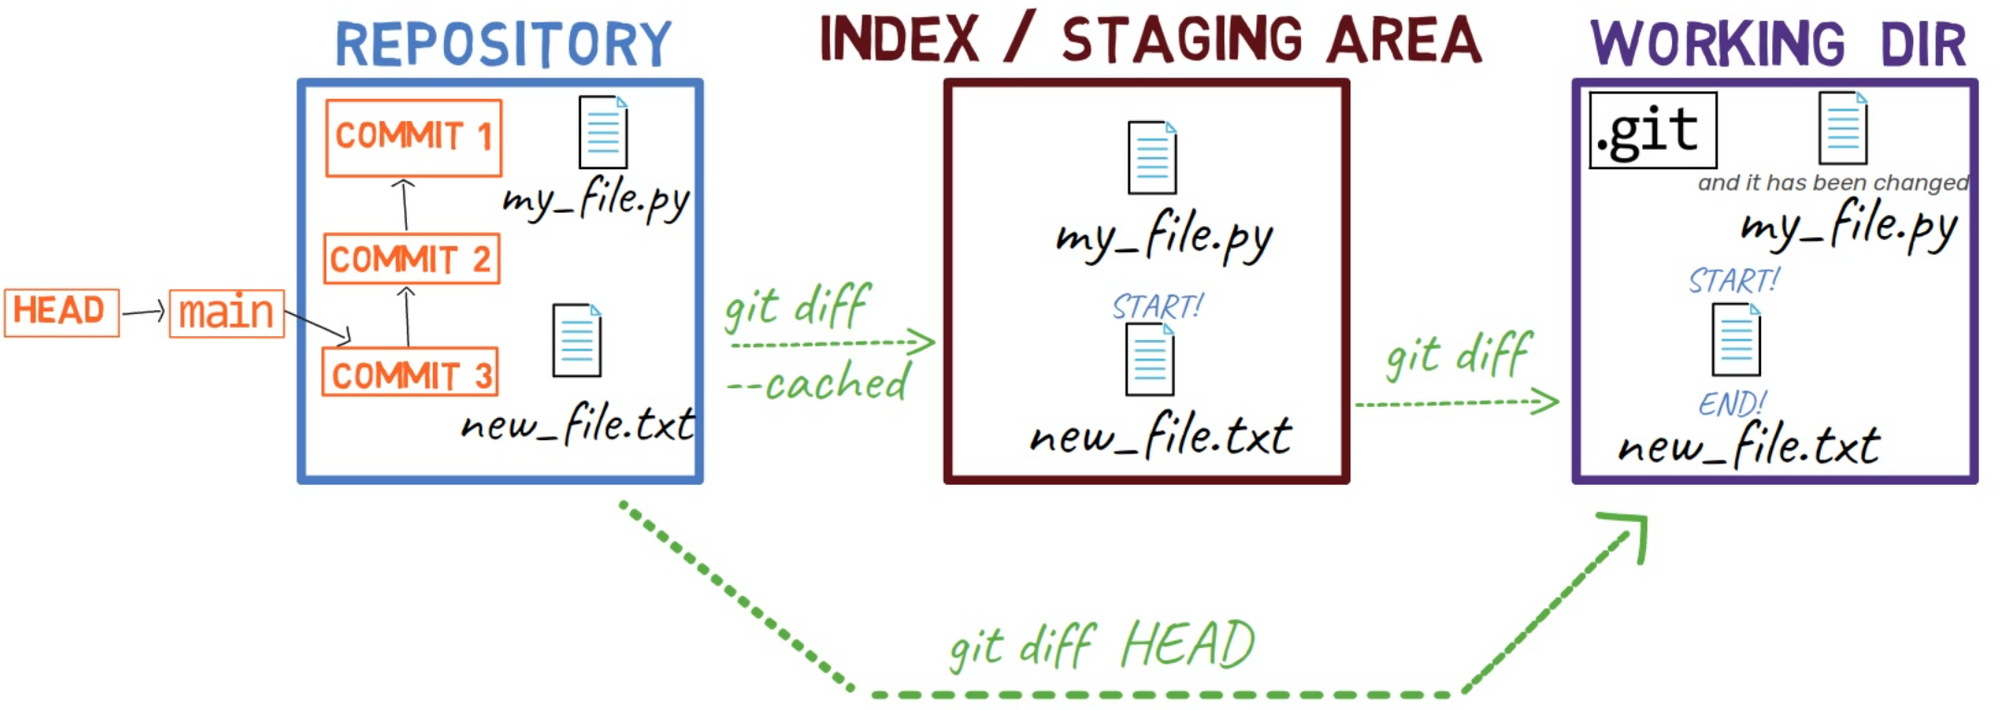 REPOSITORY
INDEX / STAGING AREA
WORKING DIR
HEAD
main
COMMIT 1
COMMIT 2
COMMIT 3
my_file.py
new_file.txt
git diff
--cached
my_file.py
START!
new_file.txt
git diff
.git
and it has been changed
my_file.py
START!
END!
new_file.txt
git diff HEAD